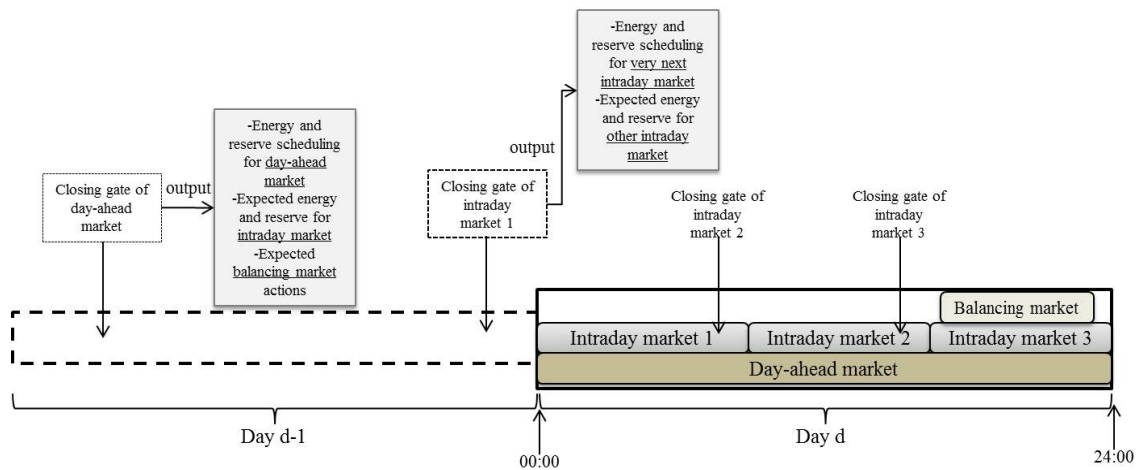 -Energy and
reserve scheduling
for very next
intraday market
-Expected energy
and reserve for
other intraday
market
output
-Energy and
reserve scheduling
for day-ahead
market
-Expected energy
and reserve for
intraday market
-Expected
balancing market
actions
output
Closing gate of
day-ahead
market
Closing gate of
intraday
market 1
Closing gate of
intraday
market 2
Closing gate of
intraday
market 3
Balancing market
Intraday market 1
Intraday market 2
Intraday market 3
Day-ahead market
Day d-1
Day d
00:00
24:00